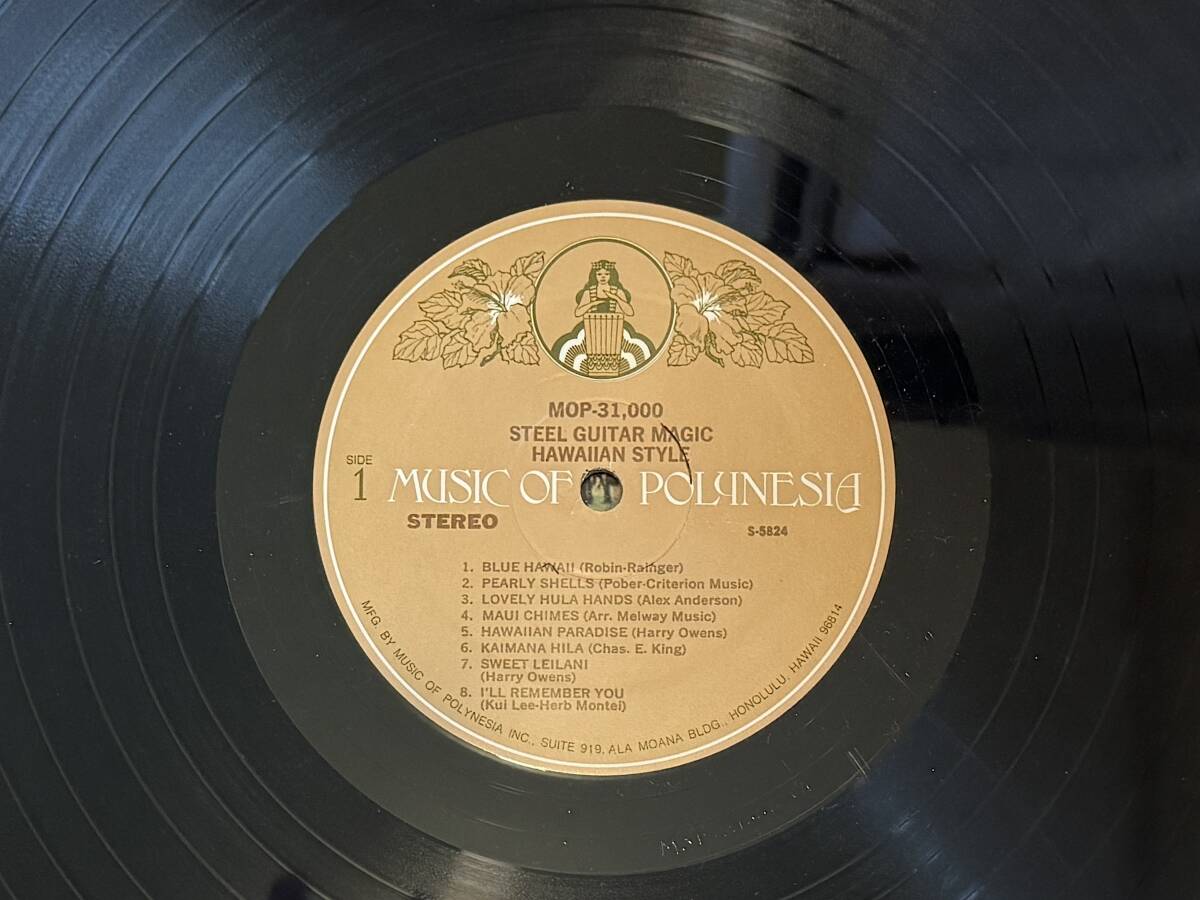 MOP-31,000
STEEL GUITAR MAGIC
HAWAIIAN STYLE
SIDE
1
MUSIC OF POLYNESIA
STEREO
S-5824
1. BLUE HAWAII (Robin-Rainger)
2. PEARLY SHELLS (Pober-Criterion Music)
3. LOVELY HULA HANDS (Alex Anderson)
4. MAUI CHIMES (Arr. Melway Music)
5. HAWAIIAN PARADISE (Harry Owens)
6. KAIMANA HILA (Chas. E. King)
7. SWEET LEILANI
(Harry Owens)
8. I'LL REMEMBER YOU
(Kui Lee-Herb Montei)
MFG. BY MUSIC OF POLYNESIA INC., SUITE 919, ALA MOANA BLDG., HONOLULU, HAWAII 96814